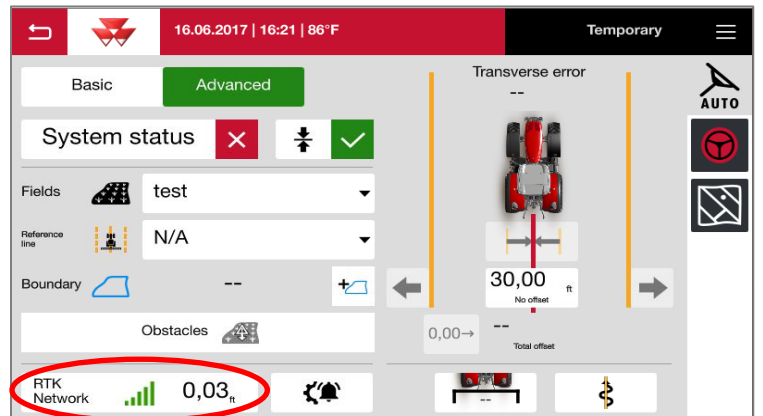 16.06.2017 | 16:21 | 86°F
Temporary
Basic
Advanced
System status
Fields
test
Reference
line
N/A
Boundary
--
Obstacles
RTK
Network
0,03 ft
Transverse error
--
30,00 ft
No offset
0,00→
--
Total offset
--
AUTO